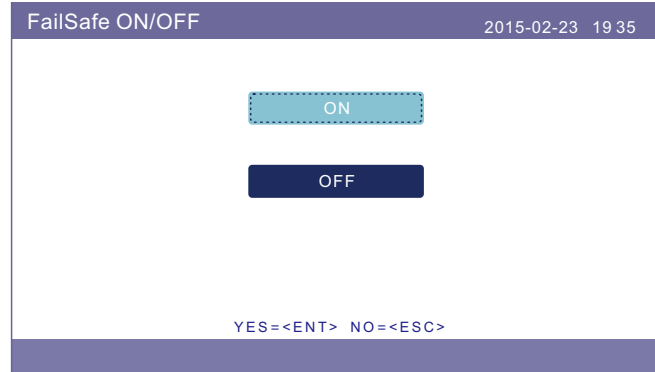 FailSafe ON/OFF
2015-02-23 19 35
ON
OFF
YES=<ENT> NO=<ESC>